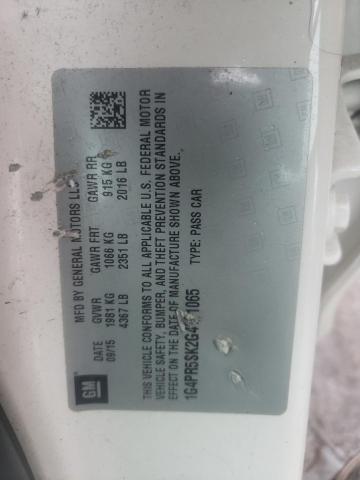 GM
MFD BY GENERAL MOTORS LLC
DATE GVWR GAWR FRT GAWR RR
09/15 1981 KG 1066 KG 915 KG
4367 LB 2351 LB 2016 LB
THIS VEHICLE CONFORMS TO ALL APPLICABLE U.S. FEDERAL MOTOR
VEHICLE SAFETY, BUMPER, AND THEFT PREVENTION STANDARDS IN
EFFECT ON THE DATE OF MANUFACTURE SHOWN ABOVE.
TYPE: PASS CAR